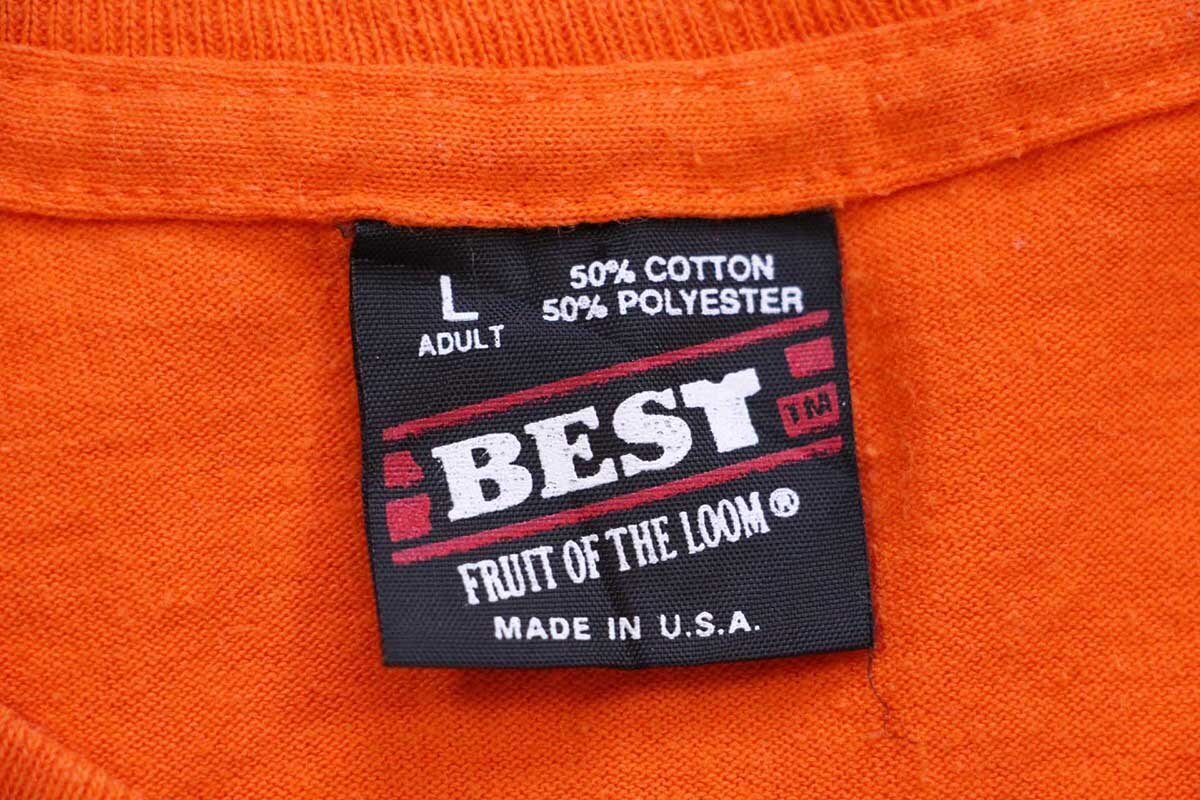 L
ADULT
50% COTTON
50% POLYESTER
BEST
TM
FRUIT OF THE LOOM®
MADE IN U.S.A.